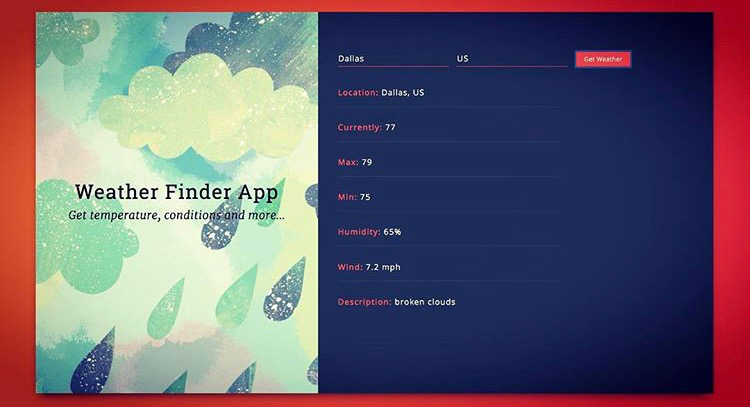 Weather Finder App
Get temperature, conditions and more...
Dallas
US
Get Weather
Location: Dallas, US
Currently: 77
Max: 79
Min: 75
Humidity: 65%
Wind: 7.2 mph
Description: broken clouds